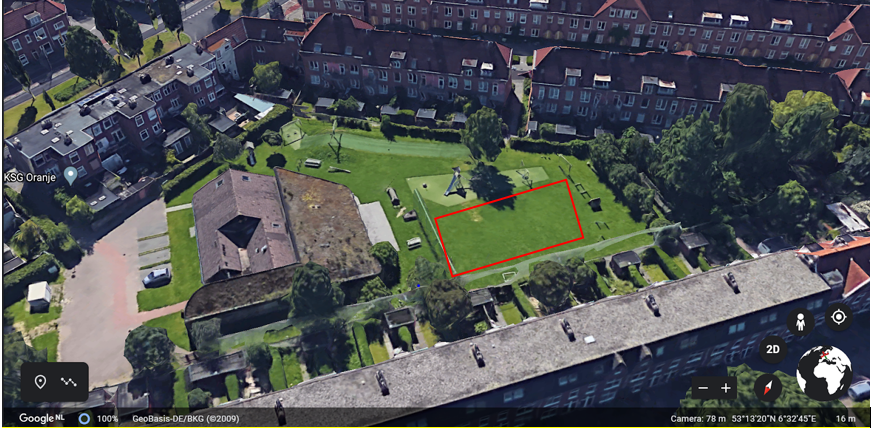 KSG Oranje
2D
Google NL
100%
GeoBasis-DE/BKG (©2009)
Camera: 78 m 53°13'20"N 6°32'45"E
16 m